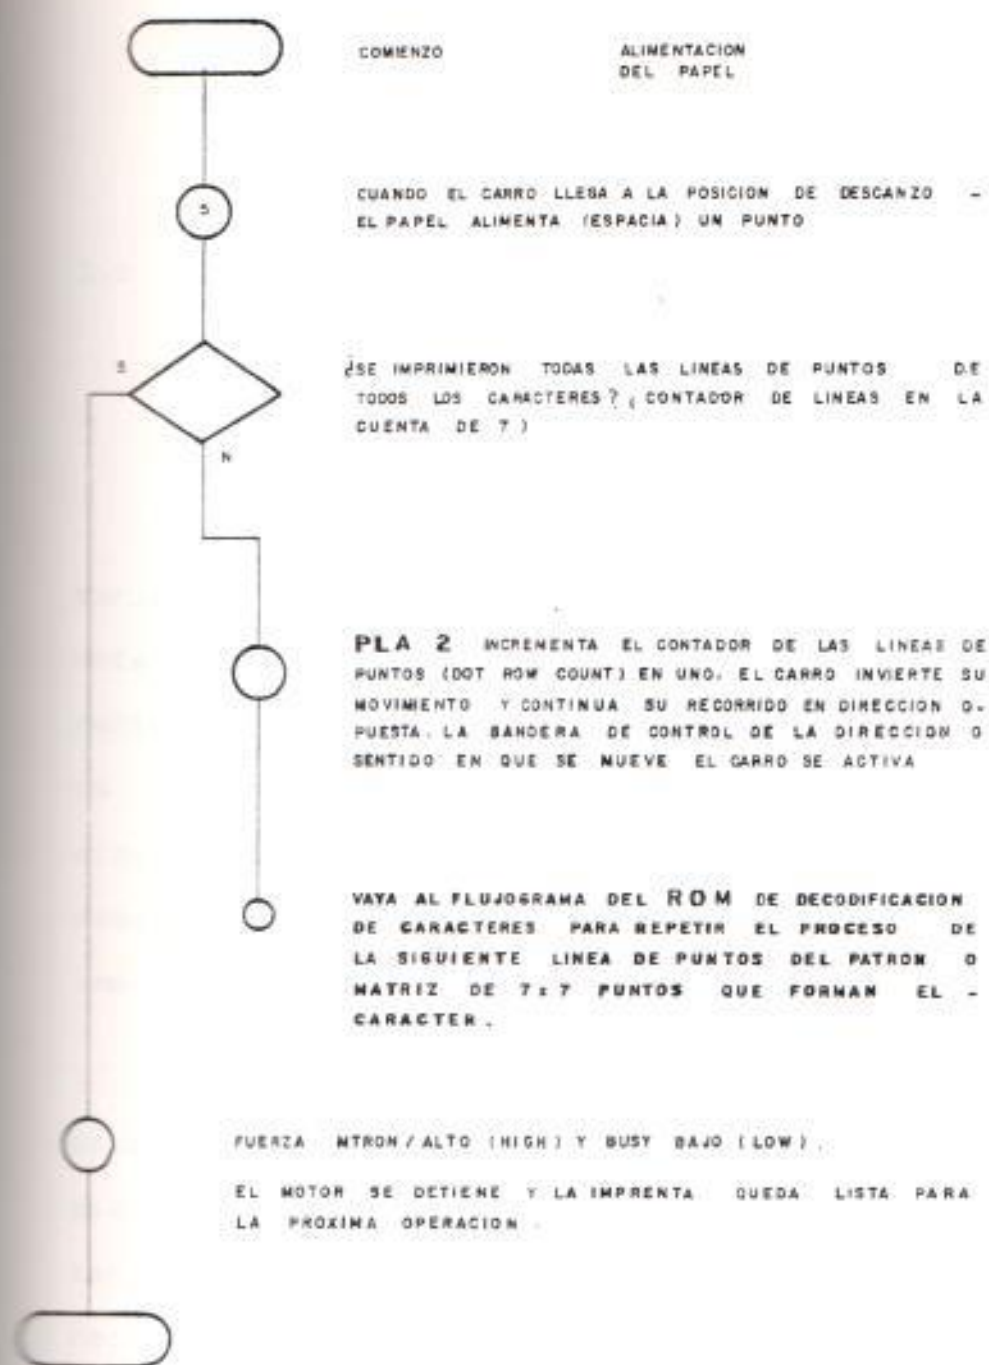 COMIENZO
ALIMENTACION
DEL PAPEL
5
CUANDO EL CARRO LLEGA A LA POSICION DE DESCANZO -
EL PAPEL ALIMENTA (ESPACIA) UN PUNTO
S
¿SE IMPRIMIERON TODAS LAS LINEAS DE PUNTOS DE
TODOS LOS CARACTERES? (CONTADOR DE LINEAS EN LA
CUENTA DE 7)
N
PLA 2 INCREMENTA EL CONTADOR DE LAS LINEAS DE
PUNTOS (DOT ROW COUNT) EN UNO. EL CARRO INVIERTE SU
MOVIMIENTO Y CONTINUA SU RECORRIDO EN DIRECCION O-
PUESTA. LA BANDERA DE CONTROL DE LA DIRECCION O
SENTIDO EN QUE SE MUEVE EL CARRO SE ACTIVA
VAYA AL FLUJOGRAMA DEL ROM DE DECODIFICACION
DE CARACTERES PARA REPETIR EL PROCESO DE
LA SIGUIENTE LINEA DE PUNTOS DEL PATRON O
MATRIZ DE 7x7 PUNTOS QUE FORMAN EL -
CARACTER.
FUERZA MTRON/ALTO (HIGH) Y BUSY BAJO (LOW).
EL MOTOR SE DETIENE Y LA IMPRENTA QUEDA LISTA PARA
LA PROXIMA OPERACION.